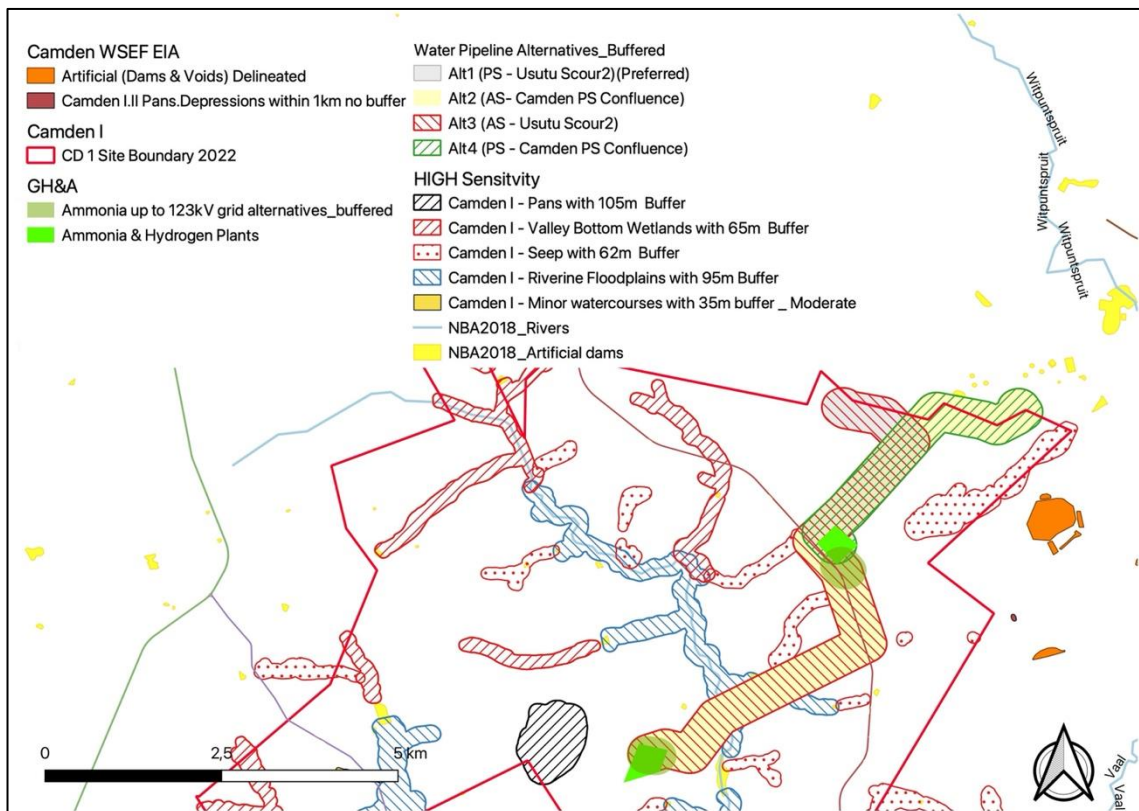 Camden WSEF EIA
Artificial (Dams & Voids) Delineated
Camden I.II Pans.Depressions within 1km no buffer
Camden I
CD 1 Site Boundary 2022
GH&A
Ammonia up to 123kV grid alternatives_buffered
Ammonia & Hydrogen Plants
Water Pipeline Alternatives_Buffered
Alt1 (PS - Usutu Scour2)(Preferred)
Alt2 (AS- Camden PS Confluence)
Alt3 (AS - Usutu Scour2)
Alt4 (PS - Camden PS Confluence)
HIGH Sensitvity
Camden I - Pans with 105m Buffer
Camden I - Valley Bottom Wetlands with 65m Buffer
Camden I - Seep with 62m Buffer
Camden I - Riverine Floodplains with 95m Buffer
Camden I - Minor watercourses with 35m buffer _ Moderate
NBA2018_Rivers
NBA2018_Artificial dams
Witpuntspruit
Witpuntspruit
Witpuntspruit
0
2,5
5 km
Vaal
Vaal